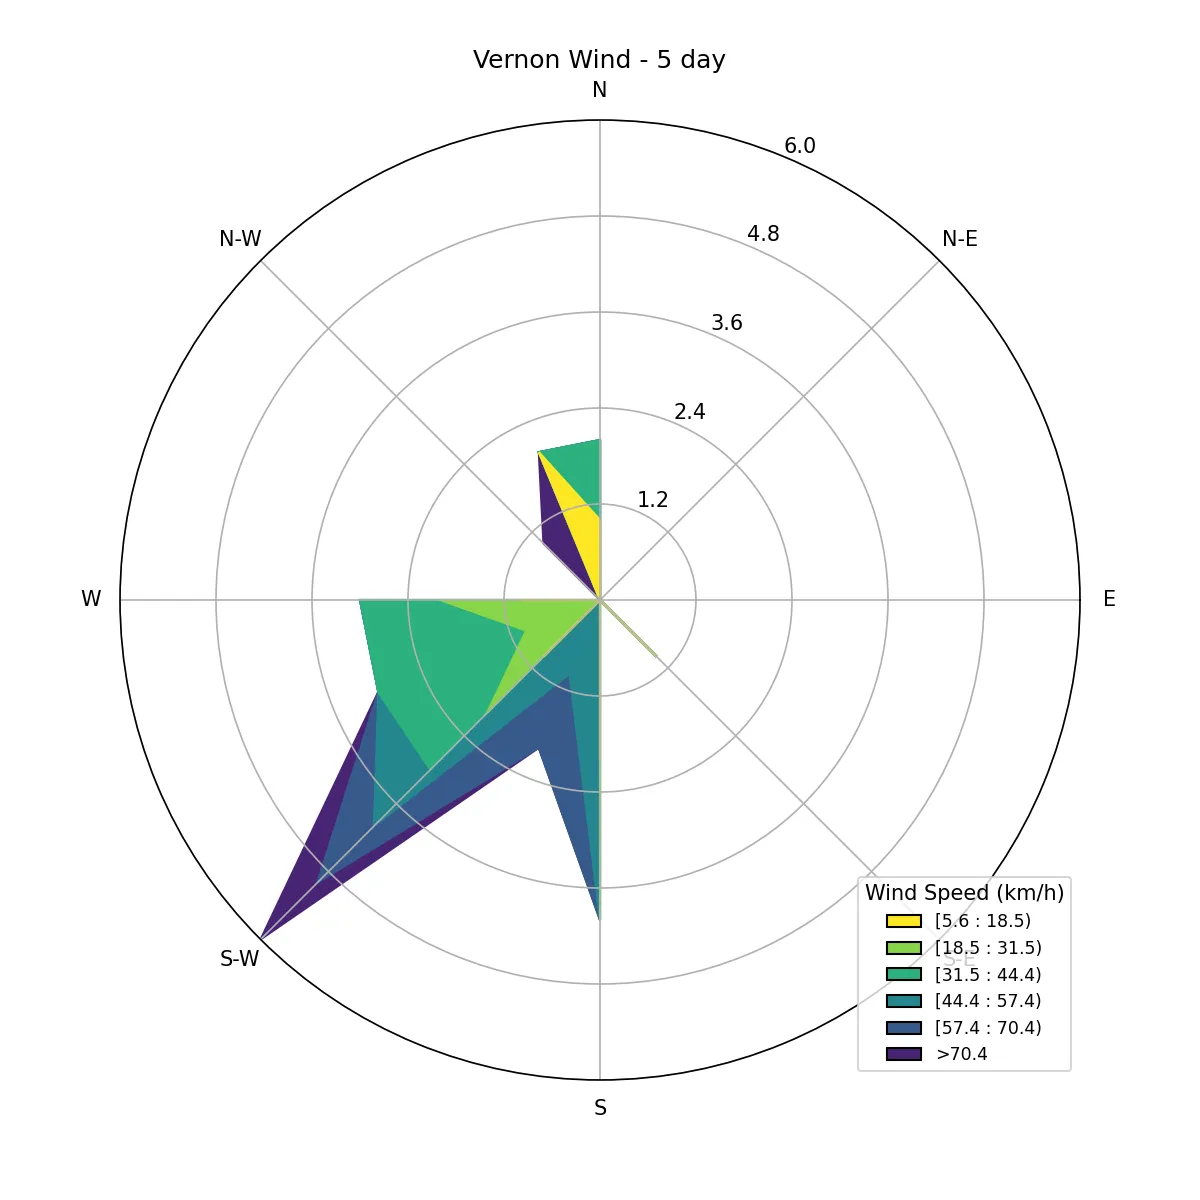 Vernon Wind - 5 day
N
6.0
N-W
4.8
N-E
3.6
2.4
1.2
W
E
S-W
S-E
Wind Speed (km/h)
[5.6 : 18.5)
[18.5 : 31.5)
[31.5 : 44.4)
[44.4 : 57.4)
[57.4 : 70.4)
>70.4
S